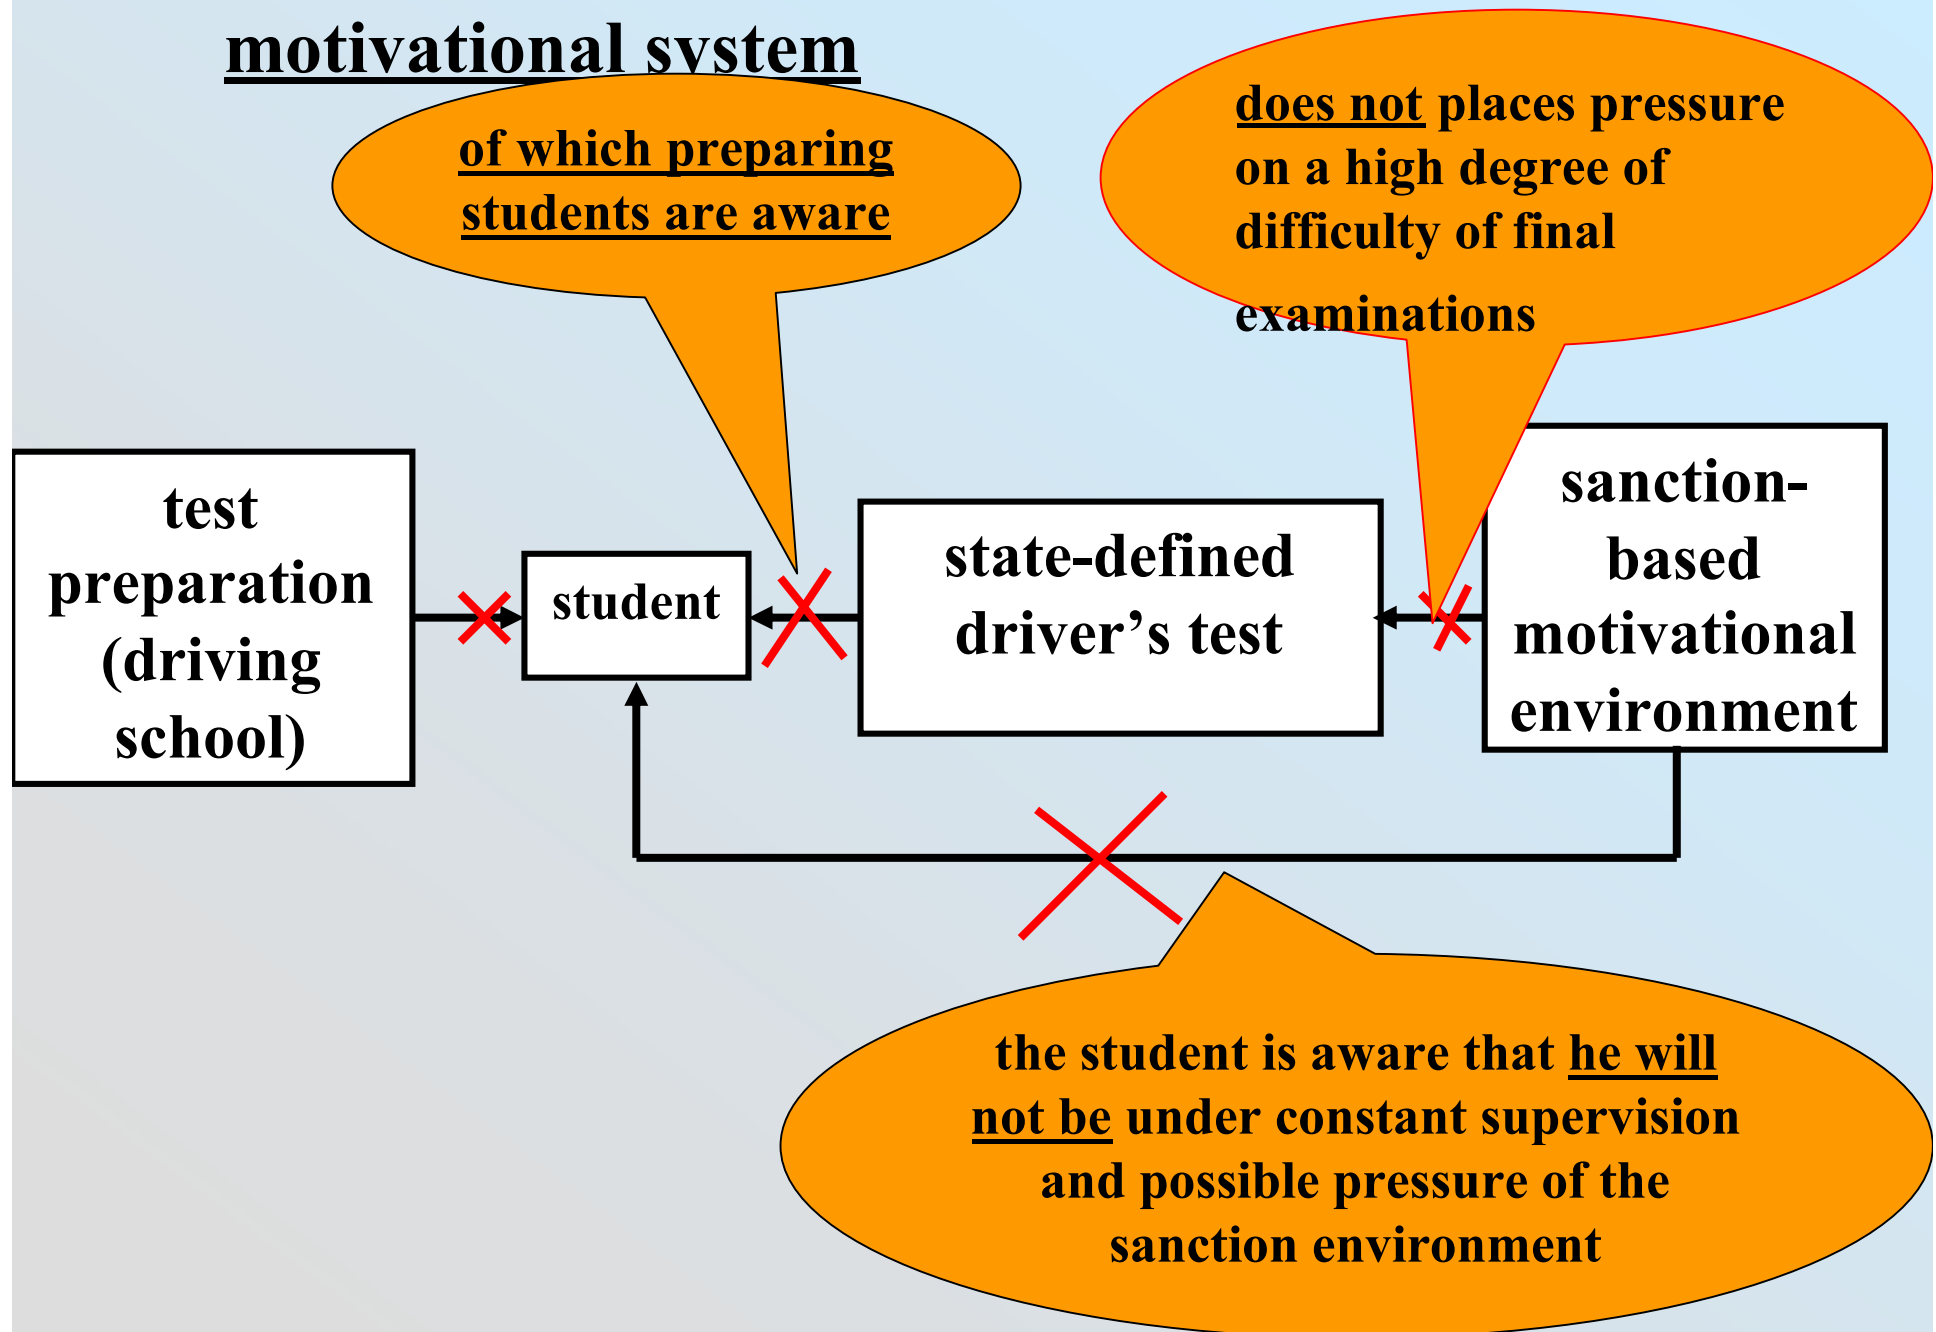 motivational system
of which preparing
students are aware
does not places pressure
on a high degree of
difficulty of final
examinations
test
preparation
(driving
school)
student
state-defined
driver’s test
sanction-
based
motivational
environment
the student is aware that he will
not be under constant supervision
and possible pressure of the
sanction environment